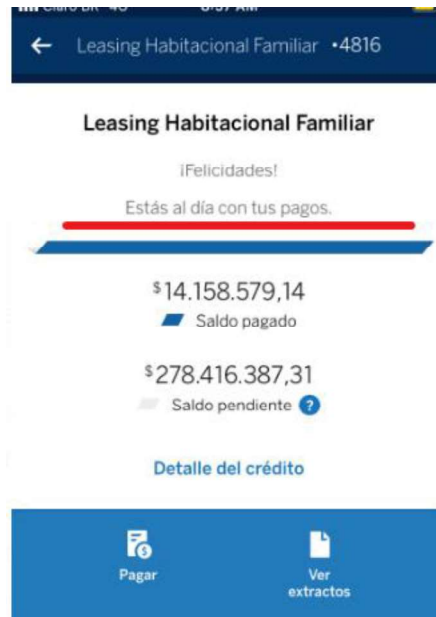 Leasing Habitacional Familiar •4816
Leasing Habitacional Familiar
¡Felicidades!
Estás al día con tus pagos.
$14.158.579,14
Saldo pagado
$278.416.387,31
Saldo pendiente ?
Detalle del crédito
Pagar
Ver
extractos